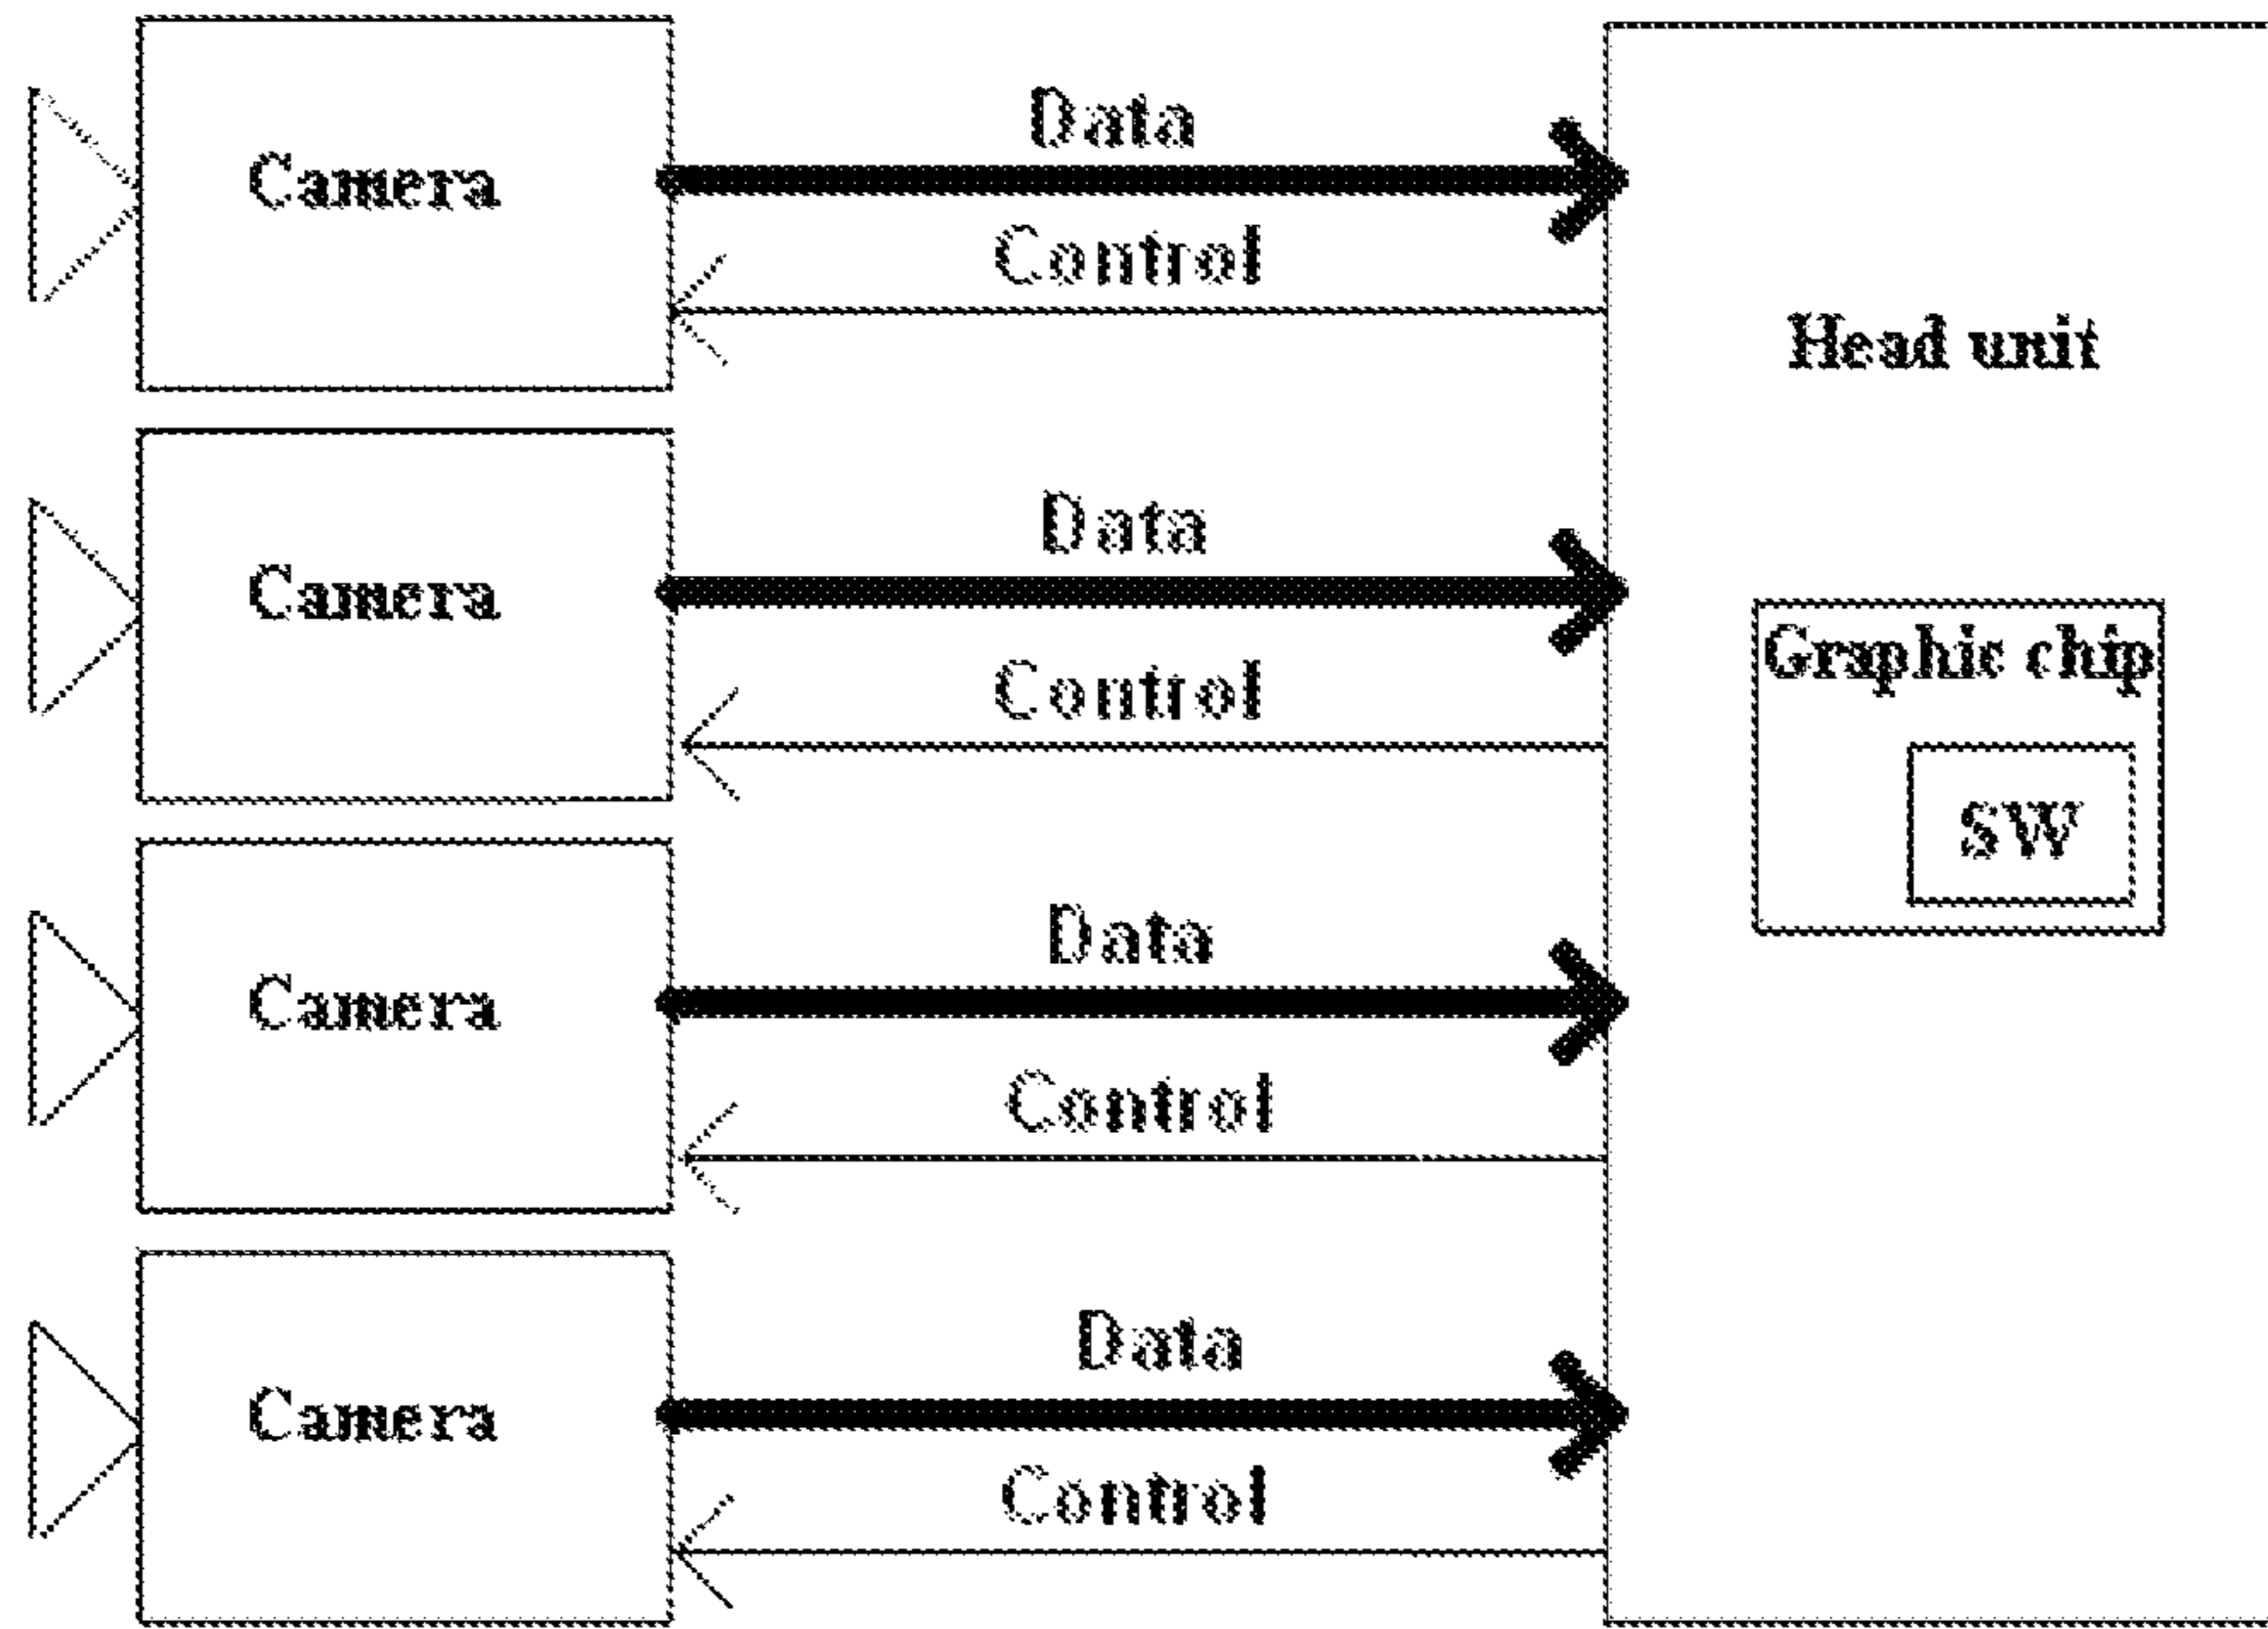 Data
Camera
Control
Head unit
Data
Camera
Graphic chip
Control
SW
Data
Camera
Control
Data
Camera
Control